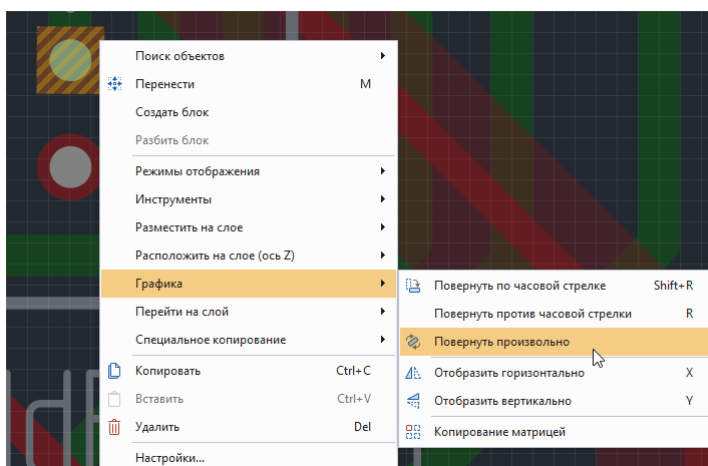 Поиск объектов
Перенести M
Создать блок
Разбить блок
Режимы отображения
Инструменты
Разместить на слое
Расположить на слое (ось Z)
Графика
Перейти на слой
Специальное копирование
Копировать Ctrl+C
Вставить Ctrl+V
Удалить Del
Настройки...
Повернуть по часовой стрелке Shift+R
Повернуть против часовой стрелки R
Повернуть произвольно
Отобразить горизонтально X
Отобразить вертикально Y
Копирование матрицей